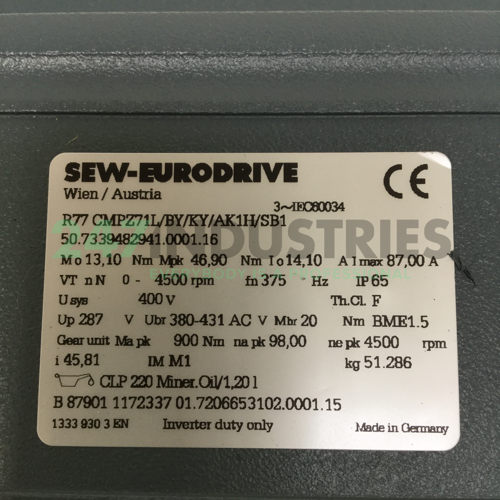 SEW-EURODRIVE
Wien / Austria
CE
3~IEC60034
R77 CMPZ71L/BY/KY/AK1H/SB1
50.7339482941.0001.16
Mo 13,10 Nm Mpk 46,90 Nm Io 14,10 A Imax 87,00 A
VT nN 0- 4500 rpm fn 375 - Hz IP 65
Usys 400 V Th.Cl. F
Up 287 V Ubr 380-431 AC V Mbr 20 Nm BME1.5
Gear unit Ma pk 900 Nm na pk 98,00 ne pk 4500 rpm
i 45,81 IM M1 kg 51.286
CLP 220 Miner.Oil/1,20 l
B 87901 1172337 01.7206653102.0001.15
1333 930 3 EN Inverter duty only Made in Germany